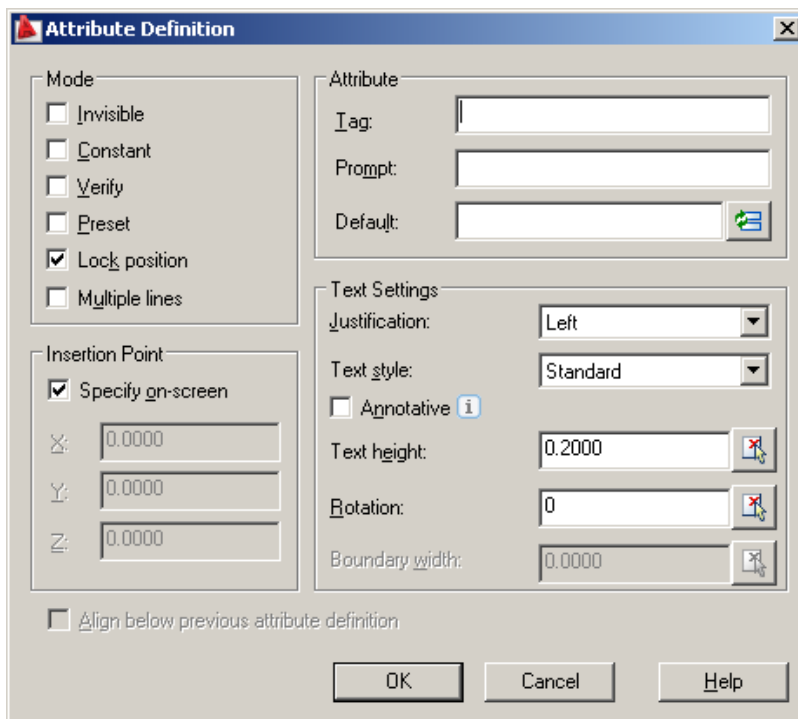 Attribute Definition
Mode
Invisible
Constant
Verify
Preset
Lock position
Multiple lines
Insertion Point
Specify on-screen
X: 0.0000
Y: 0.0000
Z: 0.0000
Attribute
Tag:
Prompt:
Default:
Text Settings
Justification: Left
Text style: Standard
Annotative i
Text height: 0.2000
Rotation: 0
Boundary width: 0.0000
Align below previous attribute definition
OK Cancel Help